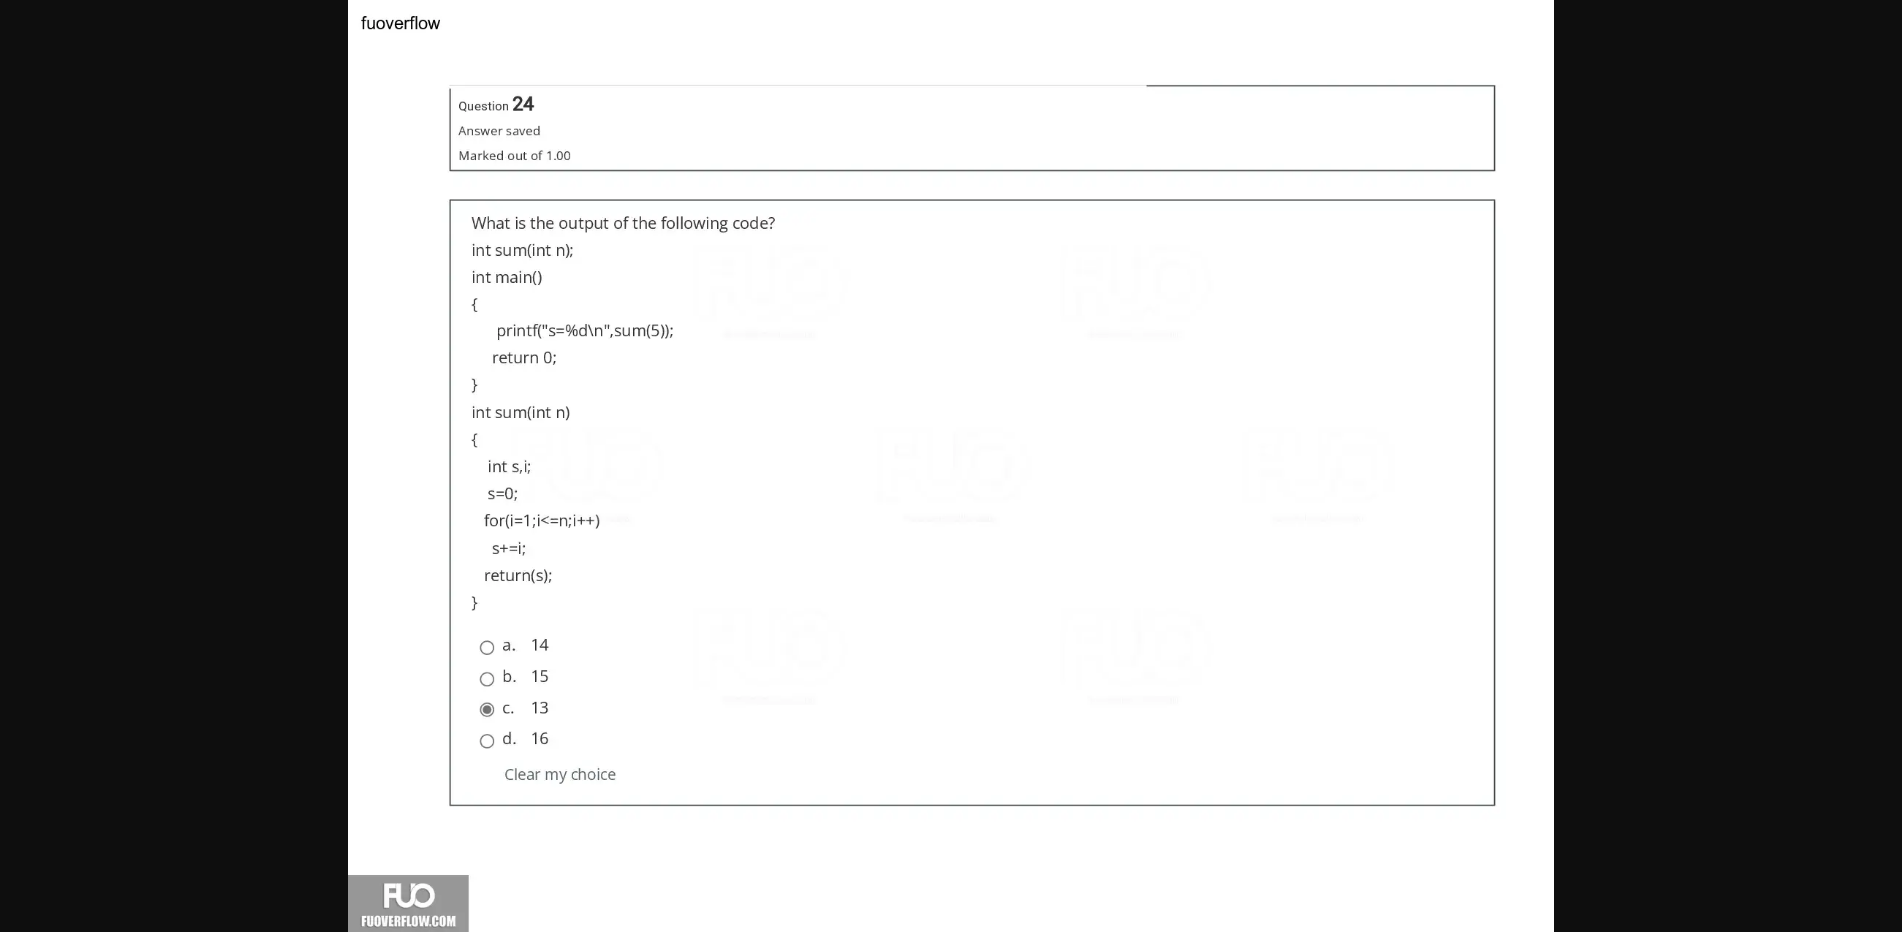 fuoverflow
Question 24
Answer saved
Marked out of 1.00
What is the output of the following code?
int sum(int n);
int main()
{
printf("s=%d\n",sum(5));
return 0;
}
int sum(int n)
{
int s,i;
s=0;
for(i=1;i<=n;i++)
s+=i;
return(s);
}
a. 14
b. 15
c. 13
d. 16
Clear my choice
FUO
FUOVERFLOW.COM